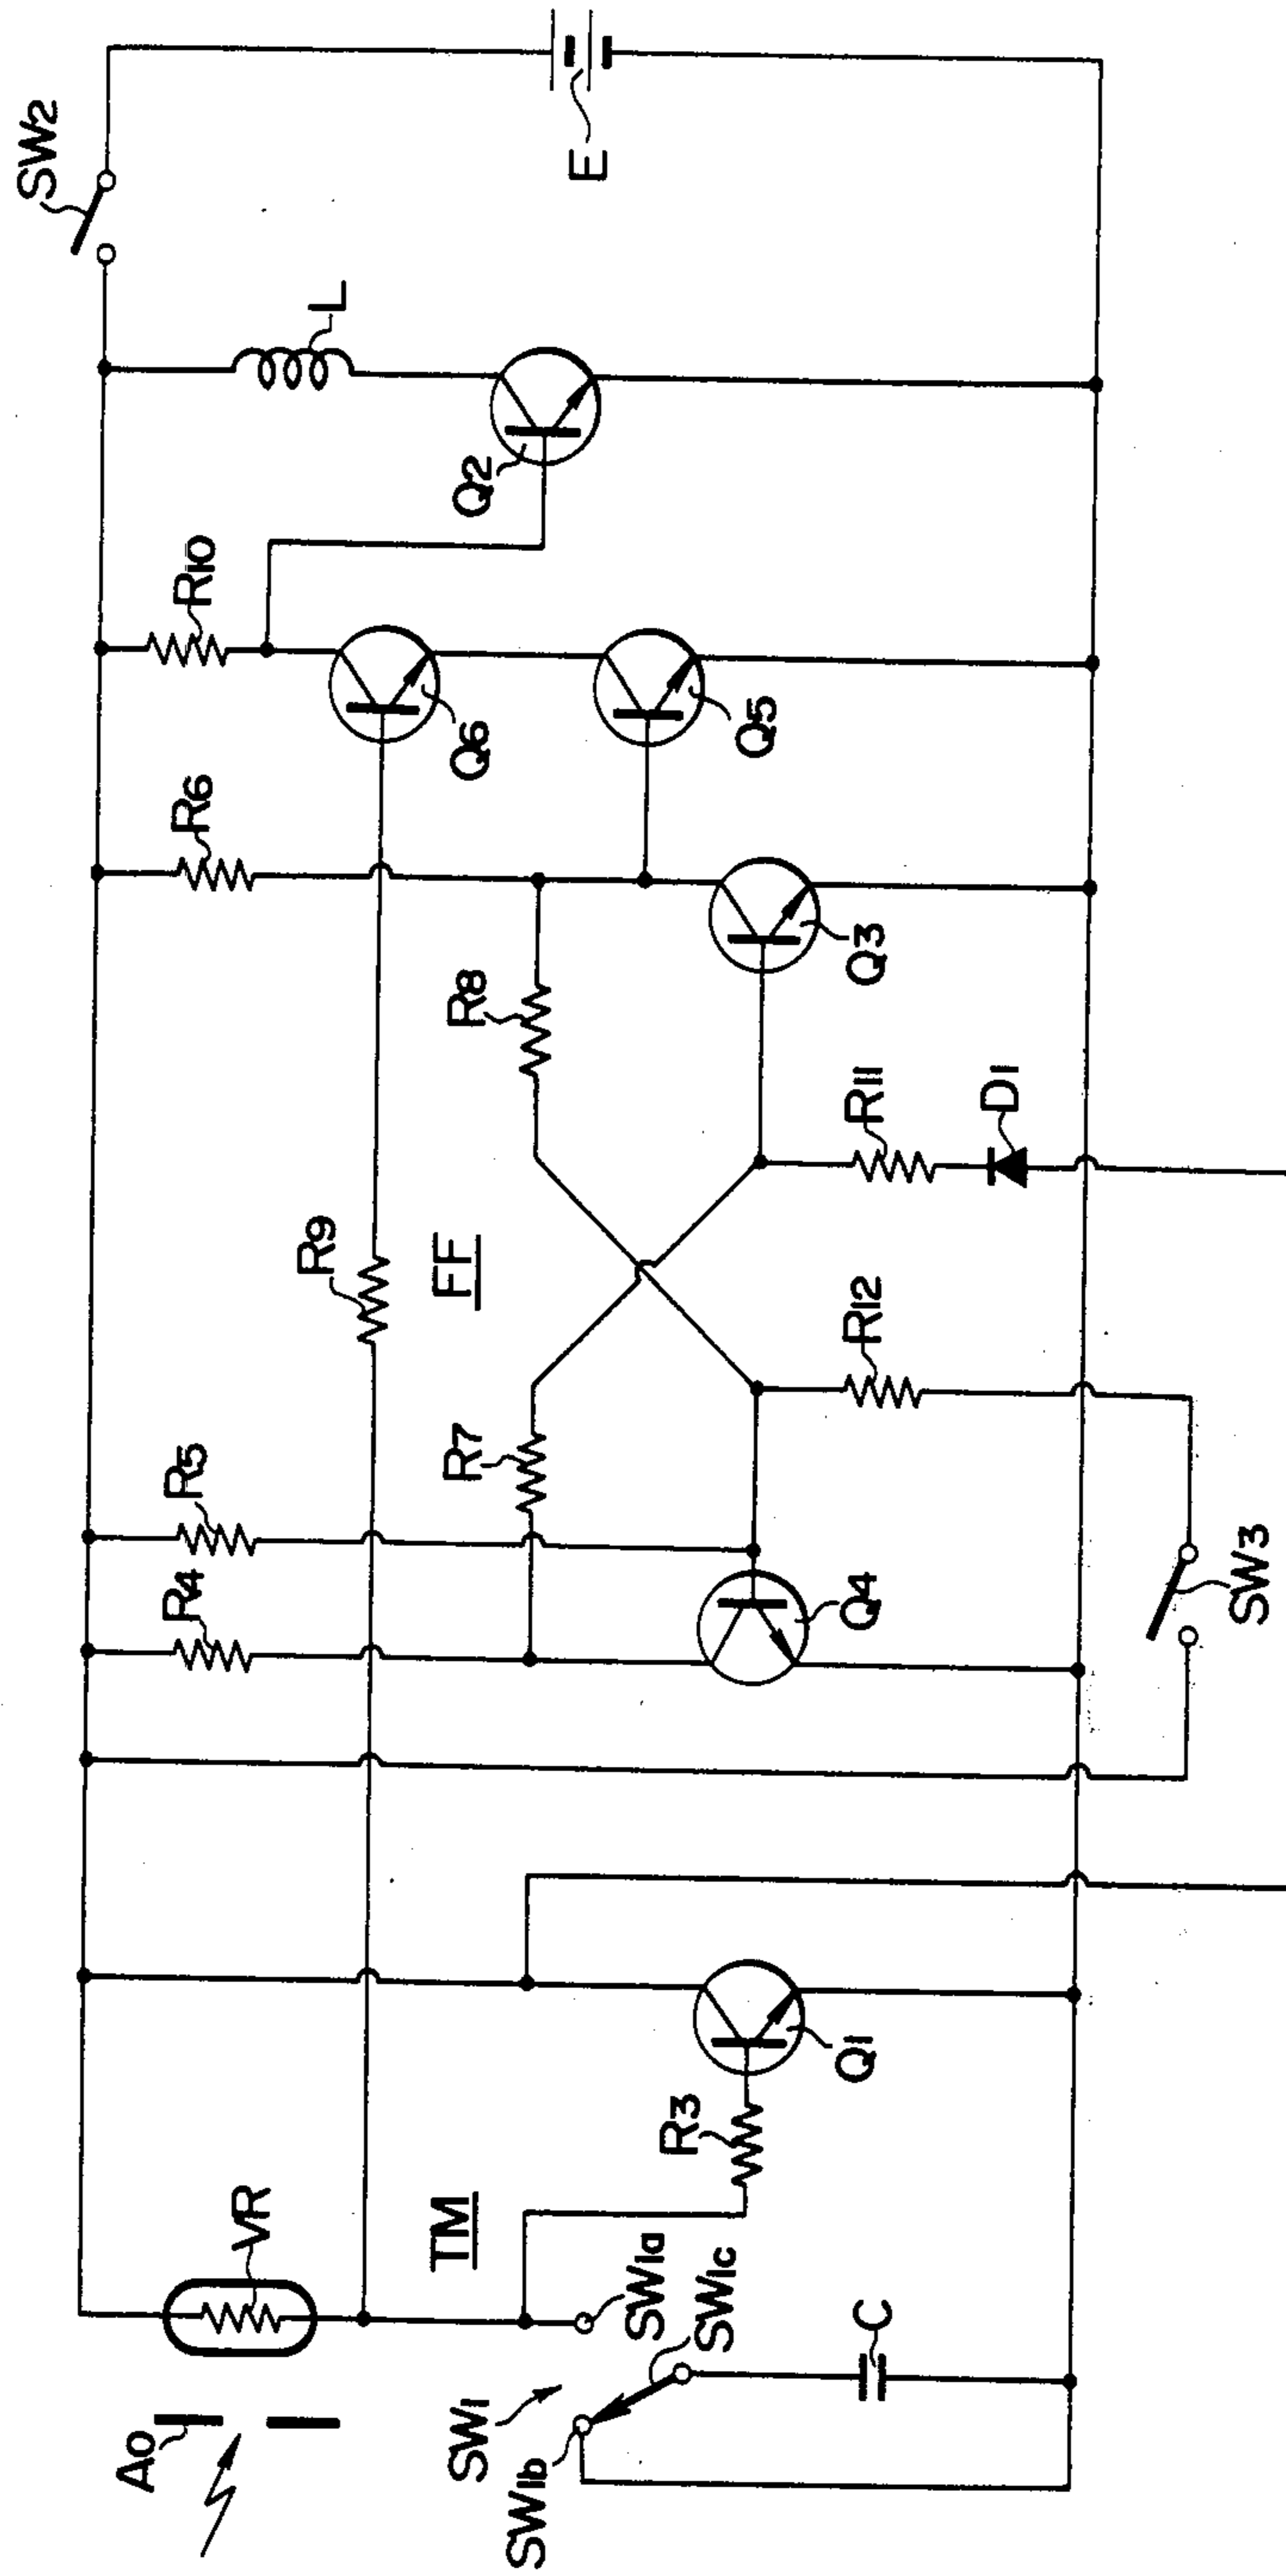 A0
VR
TM
SW1
SW1a
SW1b
SW1c
C
R3
Q1
R4
R5
R7
Q4
R12
SW3
R9
FF
R8
R11
D1
Q3
R6
R10
Q6
Q5
Q2
L
SW2
E